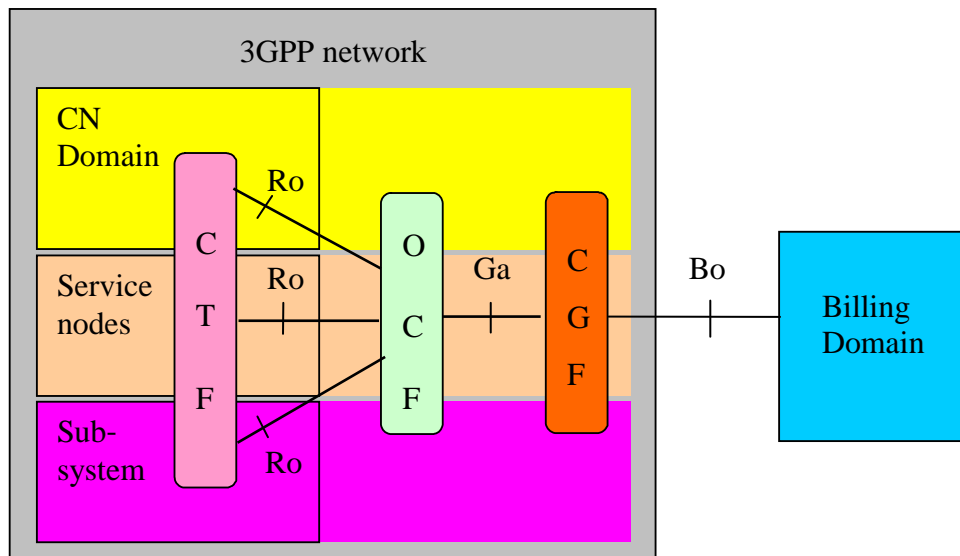 3GPP network
CN
Domain
Ro
C
T
F
O
C
F
C
G
F
Service
nodes
Ro
Ga
Bo
Billing
Domain
Sub-
system
Ro